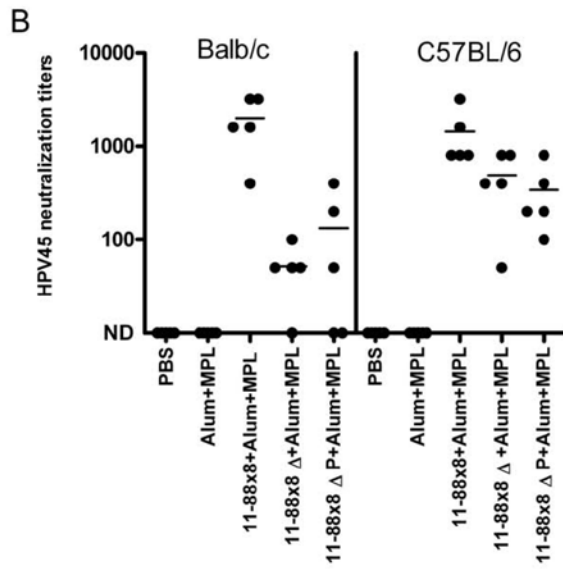 B
Balb/c
C57BL/6
HPV45 neutralization titers
10000
1000
100
ND
PBS
Alum+MPL
11-88x8+Alum+MPL
11-88x8 Δ +Alum+MPL
11-88x8 Δ P+Alum+MPL
PBS
Alum+MPL
11-88x8+Alum+MPL
11-88x8 Δ +Alum+MPL
11-88x8 Δ P+Alum+MPL